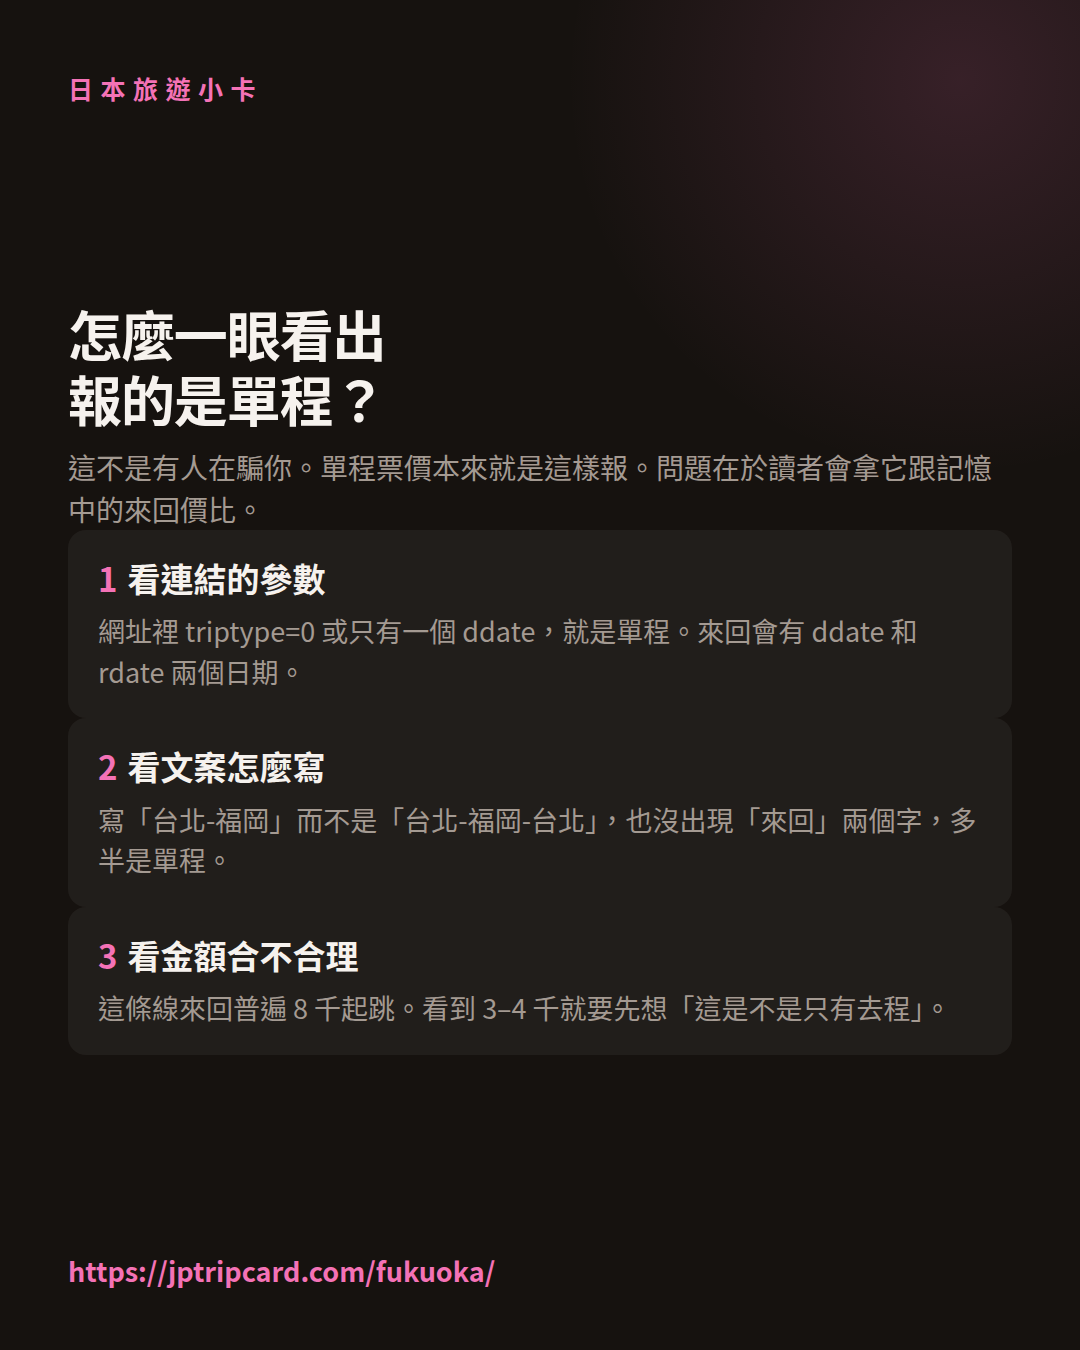 日本旅遊小卡
怎麼一眼看出
報的是單程？
這不是有人在騙你。單程票價本來就是這樣報。問題在於讀者會拿它跟記憶
中的來回價比。
1 看連結的參數
網址裡 triptype=0 或只有一個 ddate，就是單程。來回會有 ddate 和
rdate 兩個日期。
2 看文案怎麼寫
寫「台北-福岡」而不是「台北-福岡-台北」，也沒出現「來回」兩個字，多
半是單程。
3 看金額合不合理
這條線來回普遍 8 千起跳。看到 3–4 千就要先想「這是不是只有去程」。
https://jptripcard.com/fukuoka/